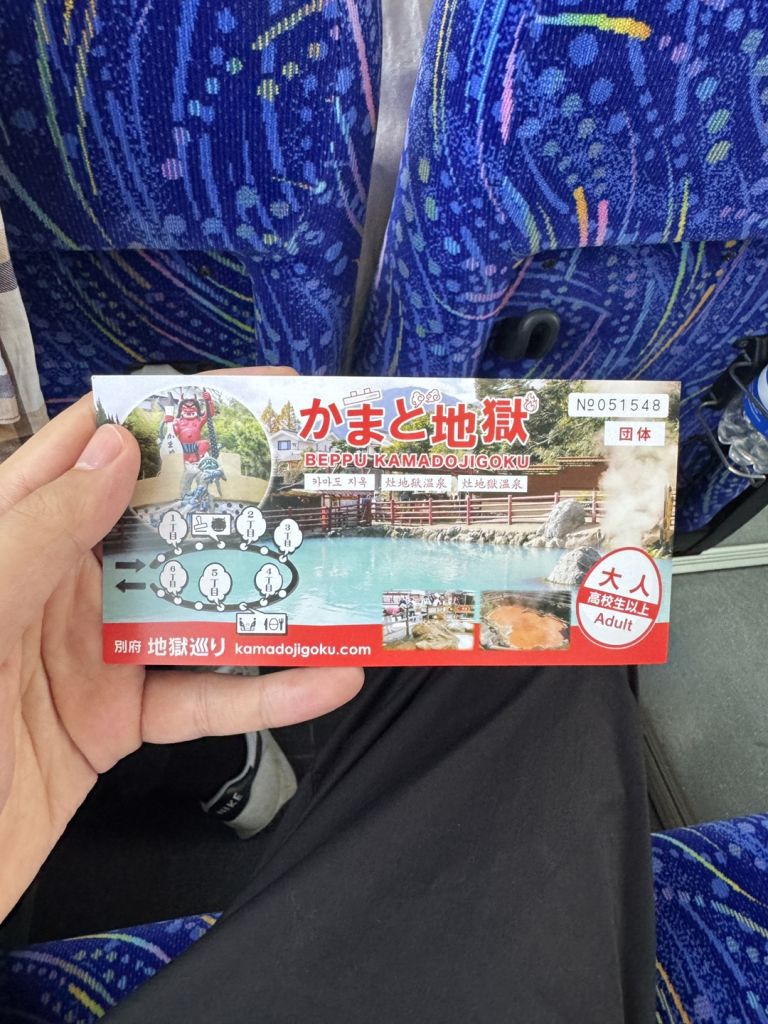 かまど地獄
BEPPU KAMADOJIGOKU
카마도 지옥 灶地獄温泉 灶地獄溫泉
№051548
団体
1丁目
2丁目
3丁目
6丁目
5丁目
4丁目
大人
高校生以上
Adult
別府 地獄巡り kamadojigoku.com
NIKE